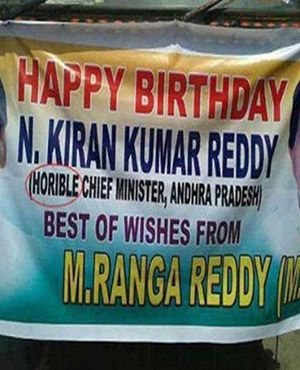 HAPPY BIRTHDAY
N. KIRAN KUMAR REDDY
(HORIBLE CHIEF MINISTER, ANDHRA PRADESH)
BEST OF WISHES FROM
M.RANGA REDDY (